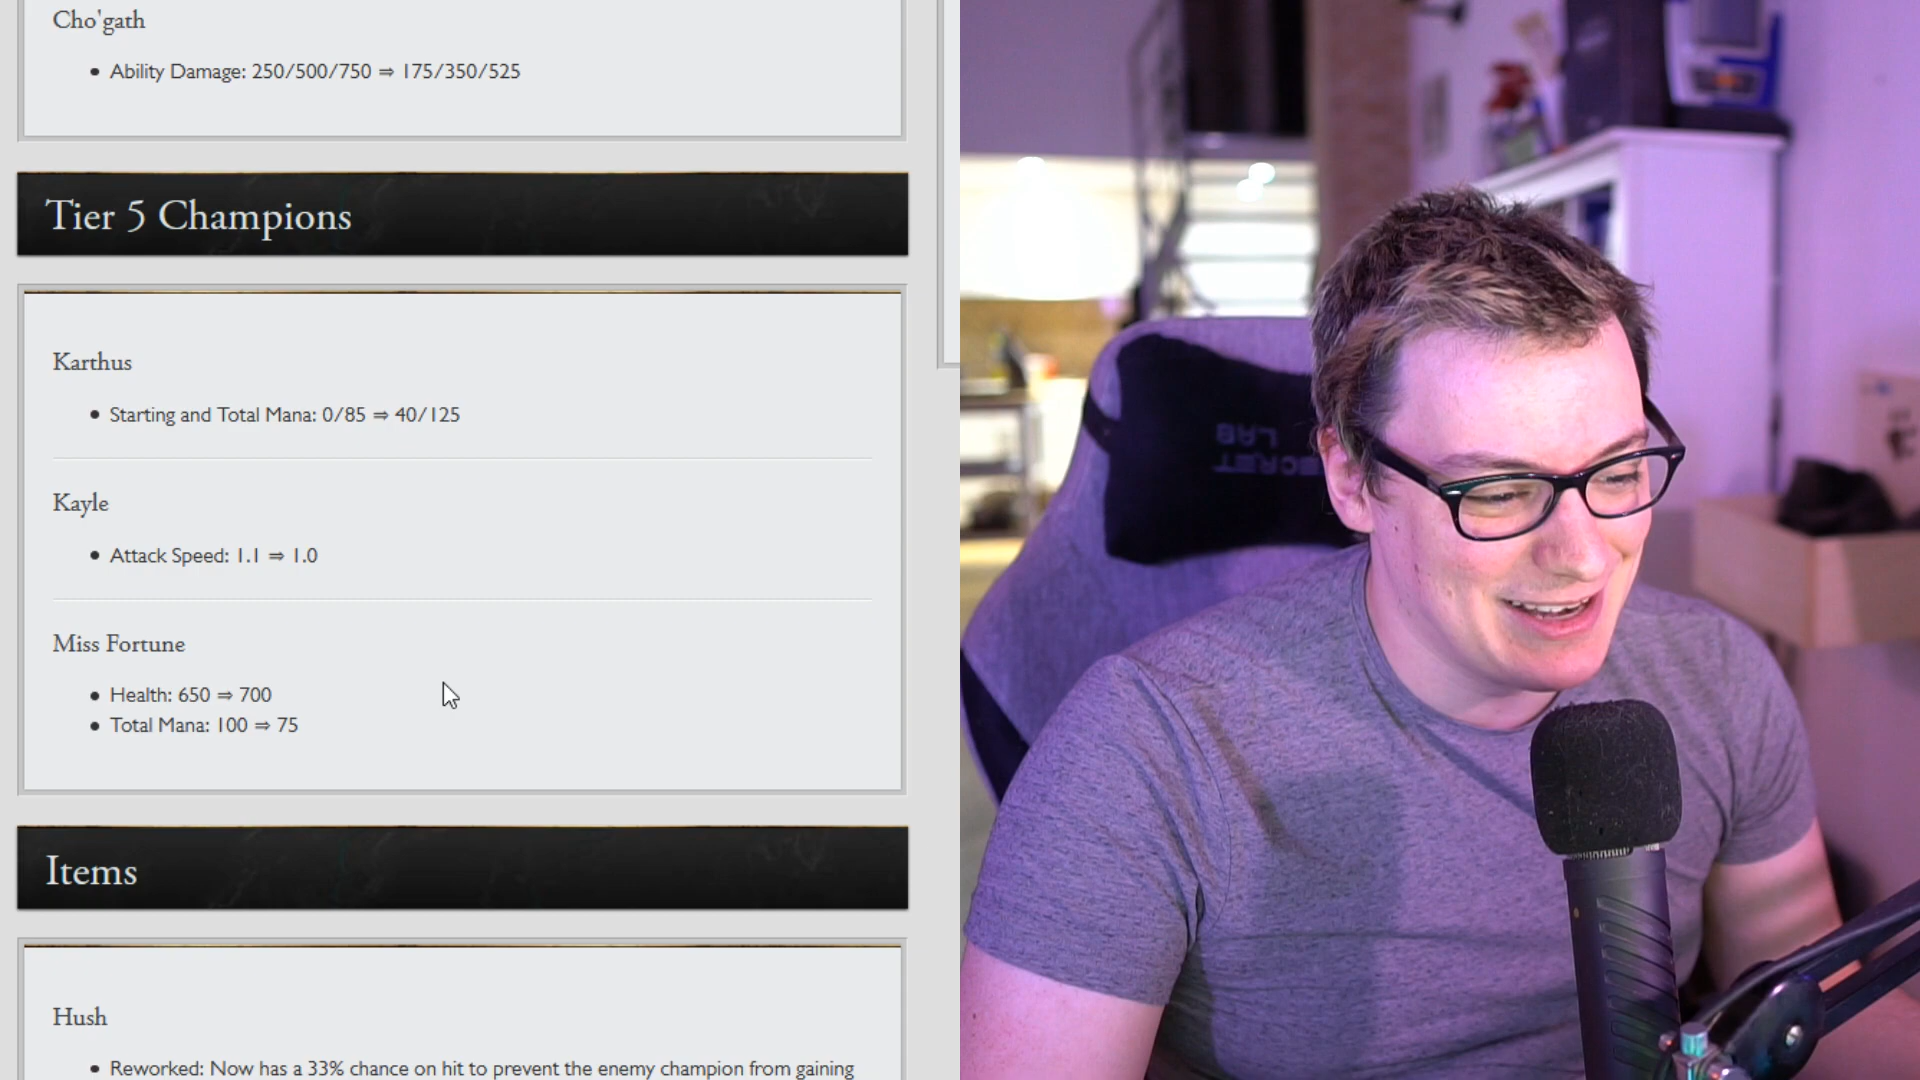 Cho'gath
• Ability Damage: 250/500/750 ⇒ 175/350/525
Tier 5 Champions
Karthus
• Starting and Total Mana: 0/85 ⇒ 40/125
Kayle
• Attack Speed: 1.1 ⇒ 1.0
Miss Fortune
• Health: 650 ⇒ 700
• Total Mana: 100 ⇒ 75
Items
Hush
• Reworked: Now has a 33% chance on hit to prevent the enemy champion from gaining